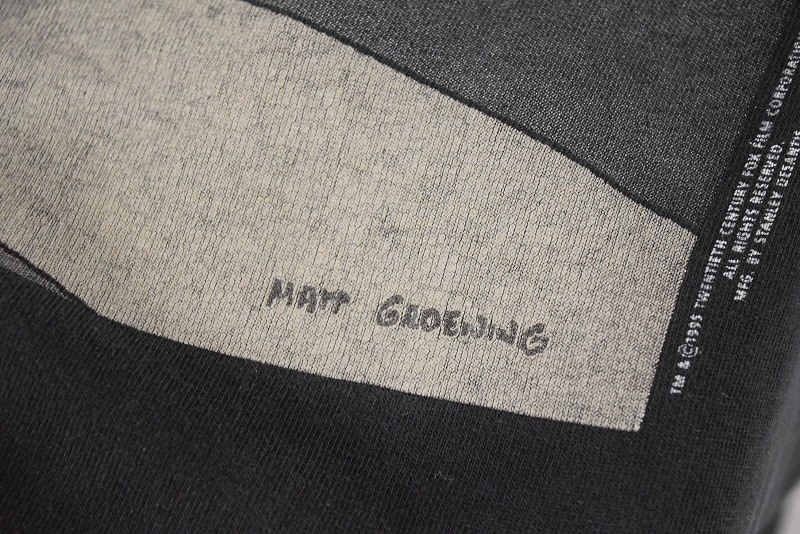 MATT GROENING
TM & ©1995 TWENTIETH CENTURY FOX FILM CORPORATION
ALL RIGHTS RESERVED.
MFG. BY STANLEY DESANTIS